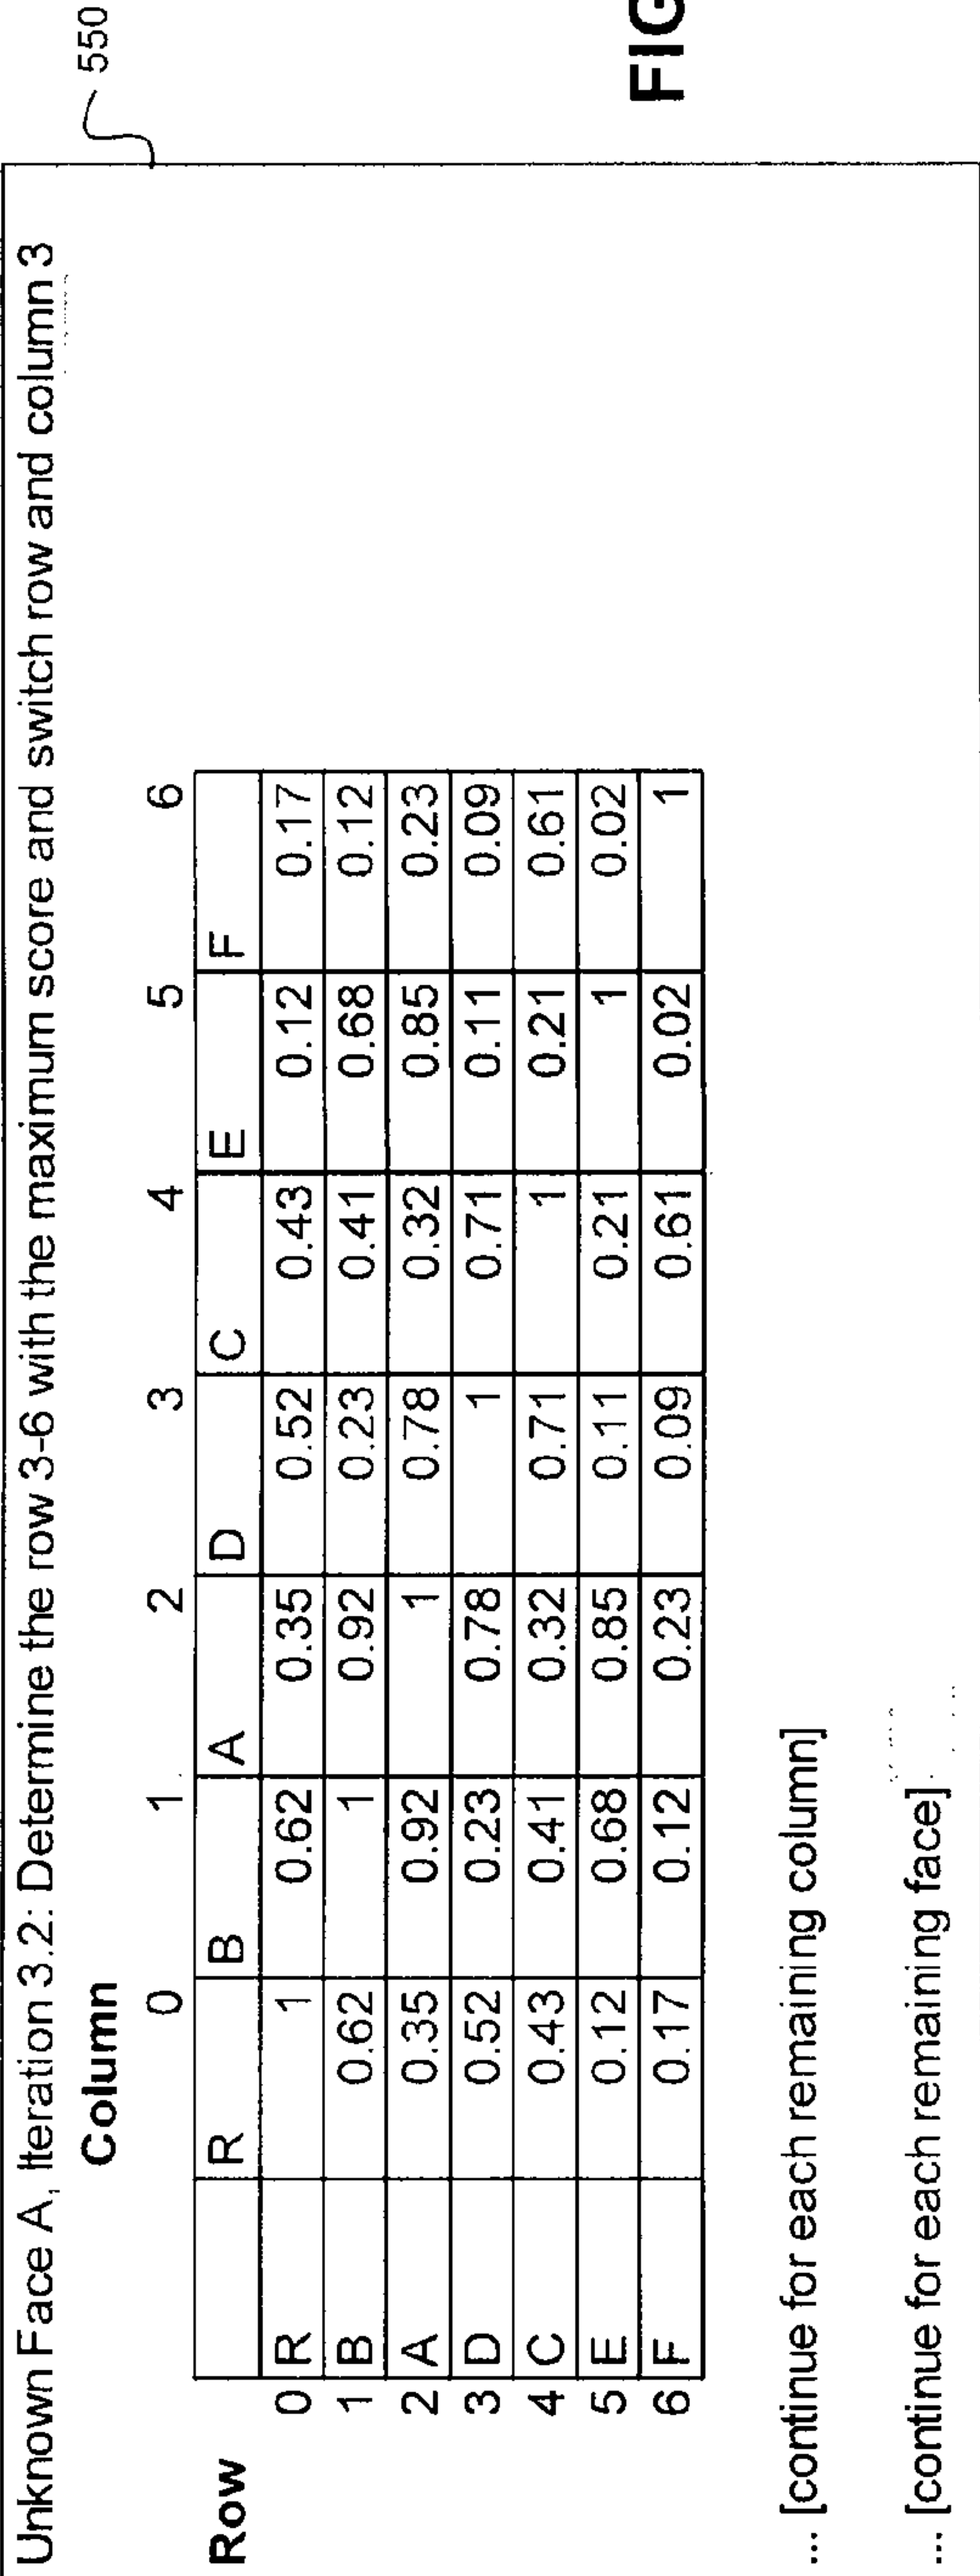 Unknown Face A, Iteration 3.2: Determine the row 3-6 with the maximum score and switch row and column 3
550
Column
0 1 2 3 4 5 6
Row R B A D C E F
0 R 1 0.62 0.35 0.52 0.43 0.12 0.17
1 B 0.62 1 0.92 0.23 0.41 0.68 0.12
2 A 0.35 0.92 1 0.78 0.32 0.85 0.23
3 D 0.52 0.23 0.78 1 0.71 0.11 0.09
4 C 0.43 0.41 0.32 0.71 1 0.21 0.61
5 E 0.12 0.68 0.85 0.11 0.21 1 0.02
6 F 0.17 0.12 0.23 0.09 0.61 0.02 1
... [continue for each remaining column]
... [continue for each remaining face]
FIG